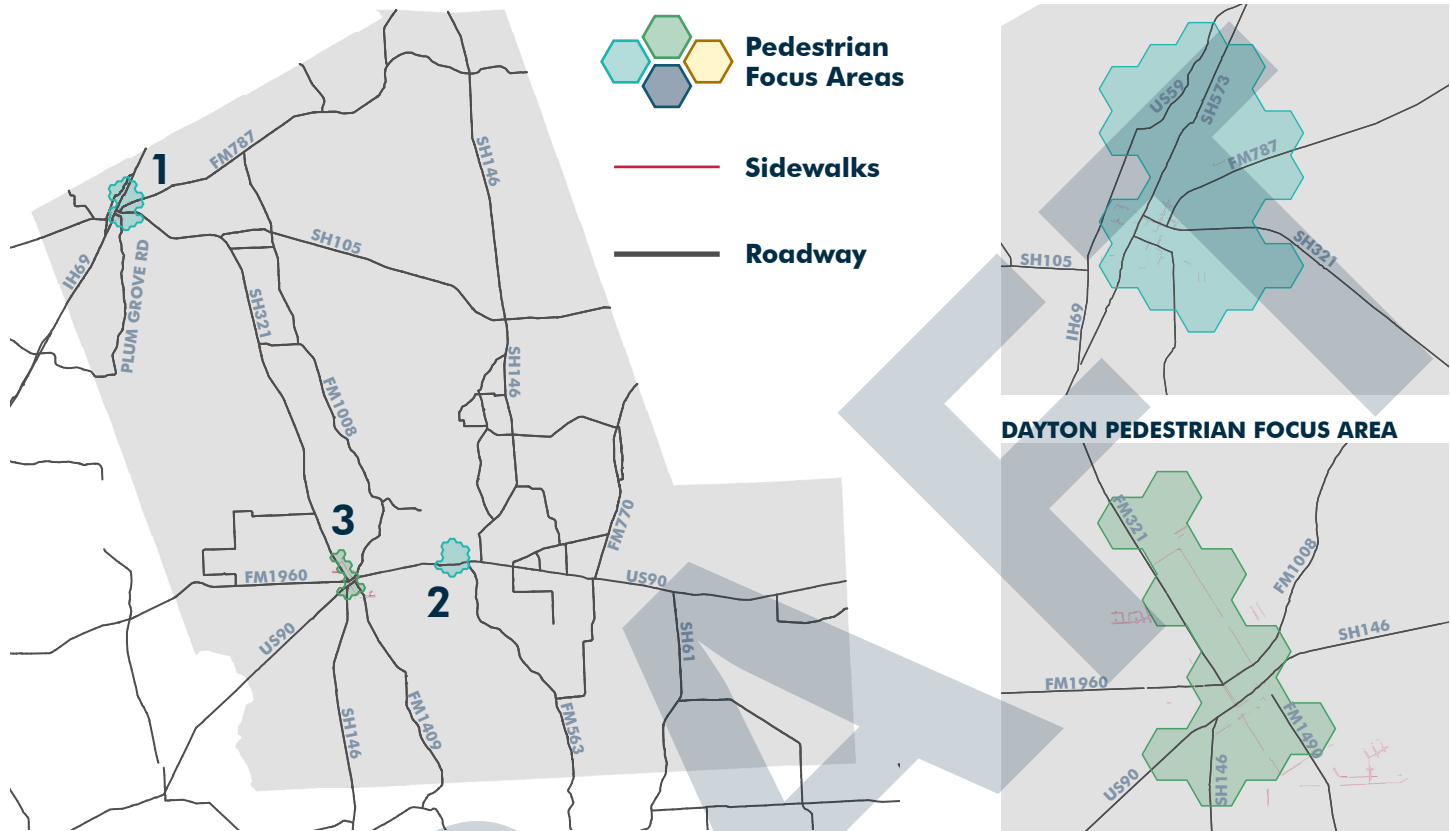 Pedestrian
Focus Areas
Sidewalks
Roadway
1
FM787
SH146
IH69
PLUM GROVE RD
SH105
SH321
SH146
FM1008
3
FM770
FM1960
2
US90
US90
SH61
SH146
FM1409
FM563
US59
SH573
FM787
SH105
SH321
IH69
DAYTON PEDESTRIAN FOCUS AREA
FM321
FM1008
SH146
FM1960
FM1490
US90
SH146